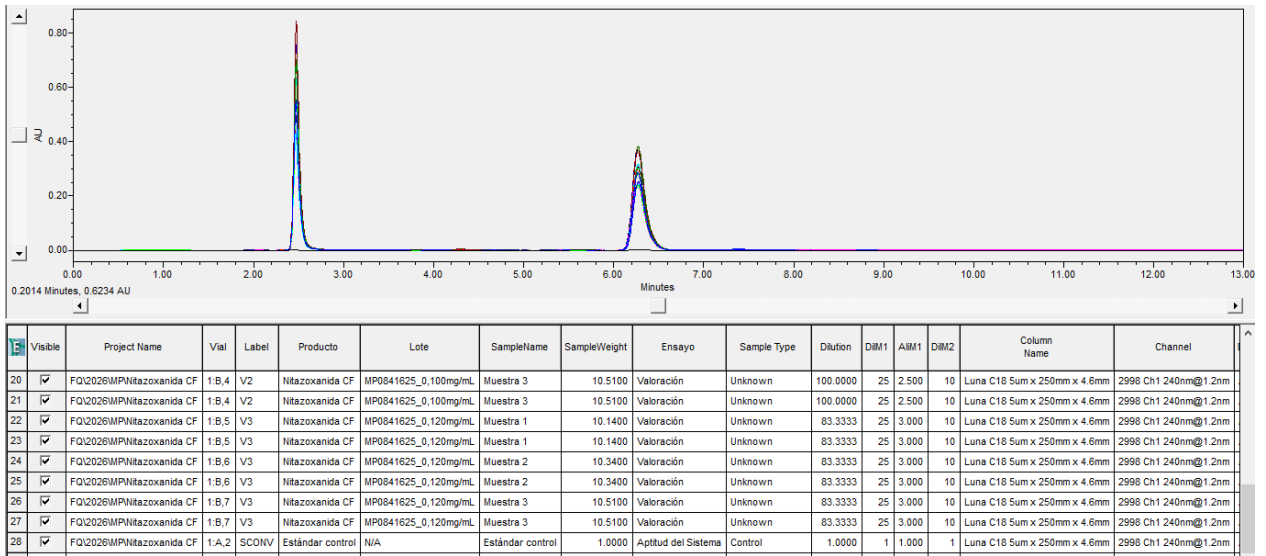 0.80
0.60
AU
0.40
0.20
0.00
0.00 1.00 2.00 3.00 4.00 5.00 6.00 7.00 8.00 9.00 10.00 11.00 12.00 13.00
0.2014 Minutes, 0.6234 AU
Minutes
Visible Project Name Vial Label Producto Lote SampleName SampleWeight Ensayo Sample Type Dilution DilM1 AliM1 DilM2 Column Name Channel
20 FQ\2026\MP\Nitazoxanida CF 1:B,4 V2 Nitazoxanida CF MP0841625_0,100mg/mL Muestra 3 10.5100 Valoración Unknown 100.0000 25 2.500 10 Luna C18 5um x 250mm x 4.6mm 2998 Ch1 240nm@1.2nm
21 FQ\2026\MP\Nitazoxanida CF 1:B,4 V2 Nitazoxanida CF MP0841625_0,100mg/mL Muestra 3 10.5100 Valoración Unknown 100.0000 25 2.500 10 Luna C18 5um x 250mm x 4.6mm 2998 Ch1 240nm@1.2nm
22 FQ\2026\MP\Nitazoxanida CF 1:B,5 V3 Nitazoxanida CF MP0841625_0,120mg/mL Muestra 1 10.1400 Valoración Unknown 83.3333 25 3.000 10 Luna C18 5um x 250mm x 4.6mm 2998 Ch1 240nm@1.2nm
23 FQ\2026\MP\Nitazoxanida CF 1:B,5 V3 Nitazoxanida CF MP0841625_0,120mg/mL Muestra 1 10.1400 Valoración Unknown 83.3333 25 3.000 10 Luna C18 5um x 250mm x 4.6mm 2998 Ch1 240nm@1.2nm
24 FQ\2026\MP\Nitazoxanida CF 1:B,6 V3 Nitazoxanida CF MP0841625_0,120mg/mL Muestra 2 10.3400 Valoración Unknown 83.3333 25 3.000 10 Luna C18 5um x 250mm x 4.6mm 2998 Ch1 240nm@1.2nm
25 FQ\2026\MP\Nitazoxanida CF 1:B,6 V3 Nitazoxanida CF MP0841625_0,120mg/mL Muestra 2 10.3400 Valoración Unknown 83.3333 25 3.000 10 Luna C18 5um x 250mm x 4.6mm 2998 Ch1 240nm@1.2nm
26 FQ\2026\MP\Nitazoxanida CF 1:B,7 V3 Nitazoxanida CF MP0841625_0,120mg/mL Muestra 3 10.5100 Valoración Unknown 83.3333 25 3.000 10 Luna C18 5um x 250mm x 4.6mm 2998 Ch1 240nm@1.2nm
27 FQ\2026\MP\Nitazoxanida CF 1:B,7 V3 Nitazoxanida CF MP0841625_0,120mg/mL Muestra 3 10.5100 Valoración Unknown 83.3333 25 3.000 10 Luna C18 5um x 250mm x 4.6mm 2998 Ch1 240nm@1.2nm
28 FQ\2026\MP\Nitazoxanida CF 1:A,2 SCONV Estándar control N/A Estándar control 1.0000 Aptitud del Sistema Control 1.0000 1 1.000 1 Luna C18 5um x 250mm x 4.6mm 2998 Ch1 240nm@1.2nm